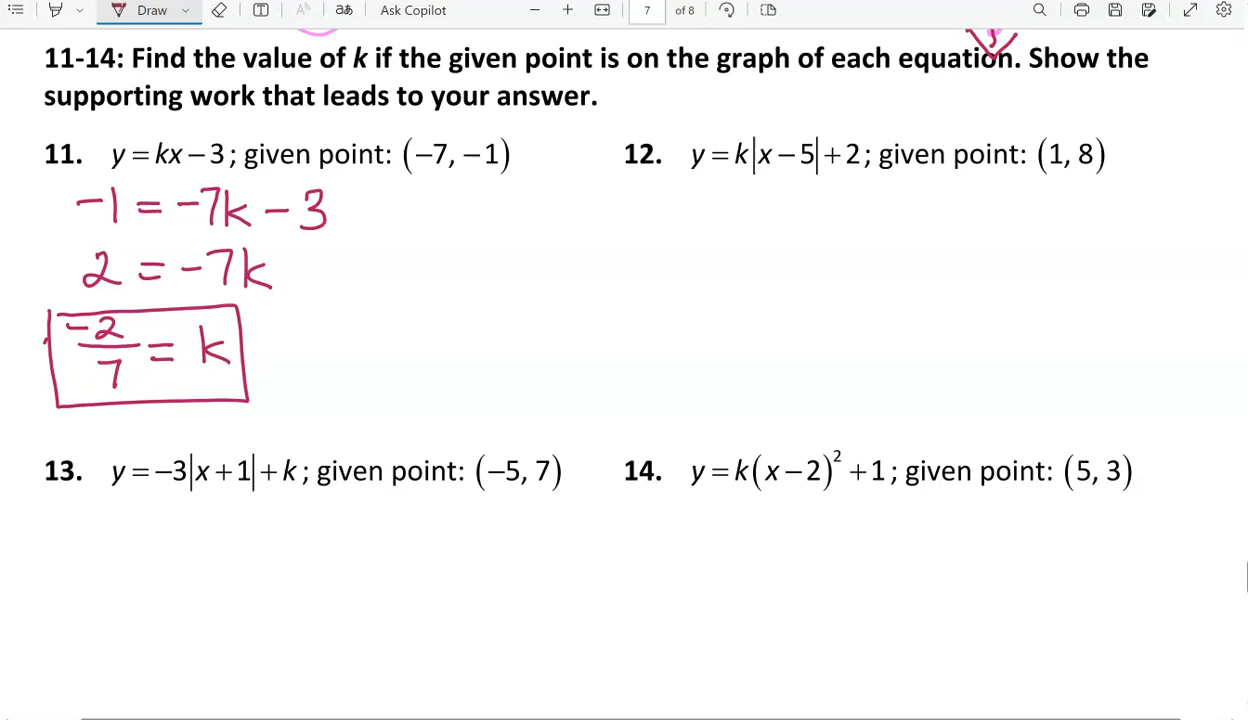 Draw aあ Ask Copilot 7 of 8
11-14: Find the value of k if the given point is on the graph of each equation. Show the
supporting work that leads to your answer.
11. y = kx − 3; given point: (−7, −1)
-1 = -7k - 3
2 = -7k
-2/7 = k
12. y = k|x − 5| + 2; given point: (1, 8)
13. y = −3|x + 1| + k; given point: (−5, 7)
14. y = k(x − 2)² + 1; given point: (5, 3)